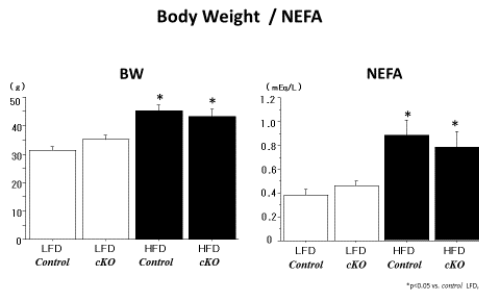 Body Weight / NEFA
BW
(g)
50
40
30
20
10
0
*
*
LFD
LFD
HFD
HFD
Control
cKO
Control
cKO
NEFA
(mEq/L)
1.2
1.0
0.8
0.6
0.4
0.2
0
*
*
LFD
LFD
HFD
HFD
Control
cKO
Control
cKO
*p<0.05 vs. control LFD,